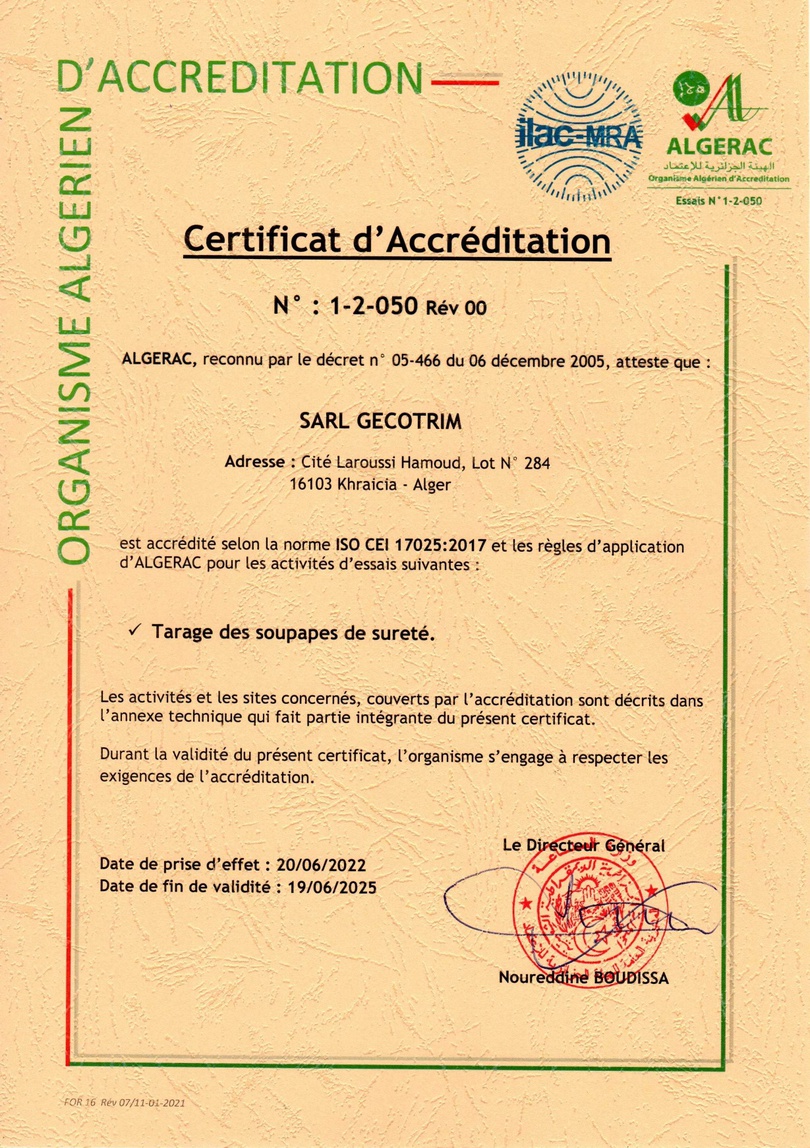 D'ACCREDITATION
ORGANISME ALGERIEN
ilac-MRA
ALGERAC
الهيئة الجزائرية للإعتماد
Organisme Algérien d'Accreditation
Essais N°1-2-050
Certificat d'Accréditation
N° : 1-2-050 Rév 00
ALGERAC, reconnu par le décret n° 05-466 du 06 décembre 2005, atteste que :
SARL GECOTRIM
Adresse : Cité Laroussi Hamoud, Lot N° 284
16103 Khraicia - Alger
est accrédité selon la norme ISO CEI 17025:2017 et les règles d'application
d'ALGERAC pour les activités d'essais suivantes :
✓ Tarage des soupapes de sureté.
Les activités et les sites concernés, couverts par l'accréditation sont décrits dans
l'annexe technique qui fait partie intégrante du présent certificat.
Durant la validité du présent certificat, l'organisme s'engage à respecter les
exigences de l'accréditation.
Le Directeur Général
Date de prise d'effet : 20/06/2022
Date de fin de validité : 19/06/2025
Noureddine BOUDISSA
FOR 16 Rév 07/11-01-2021